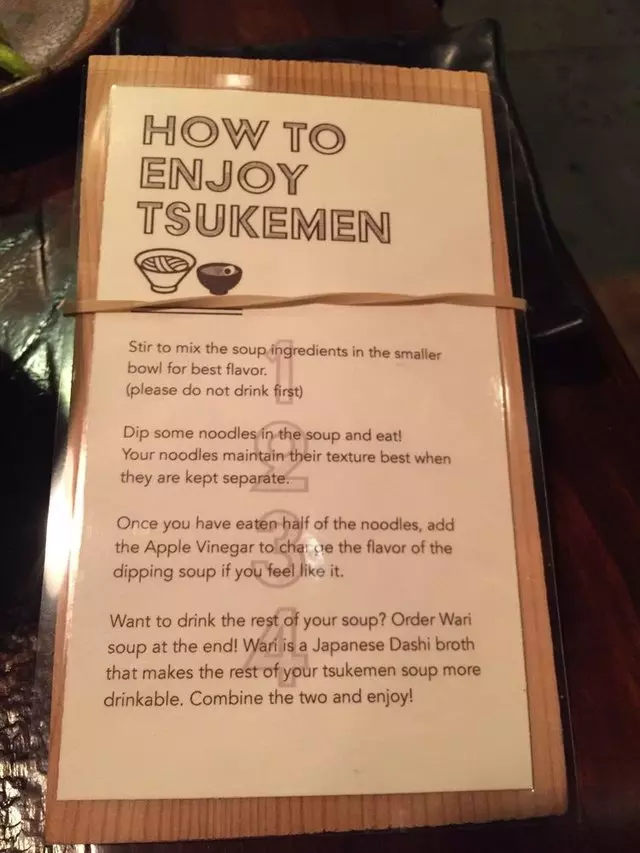 HOW TO
ENJOY
TSUKEMEN
1
Stir to mix the soup ingredients in the smaller
bowl for best flavor.
(please do not drink first)
2
Dip some noodles in the soup and eat!
Your noodles maintain their texture best when
they are kept separate.
3
Once you have eaten half of the noodles, add
the Apple Vinegar to change the flavor of the
dipping soup if you feel like it.
4
Want to drink the rest of your soup? Order Wari
soup at the end! Wari is a Japanese Dashi broth
that makes the rest of your tsukemen soup more
drinkable. Combine the two and enjoy!